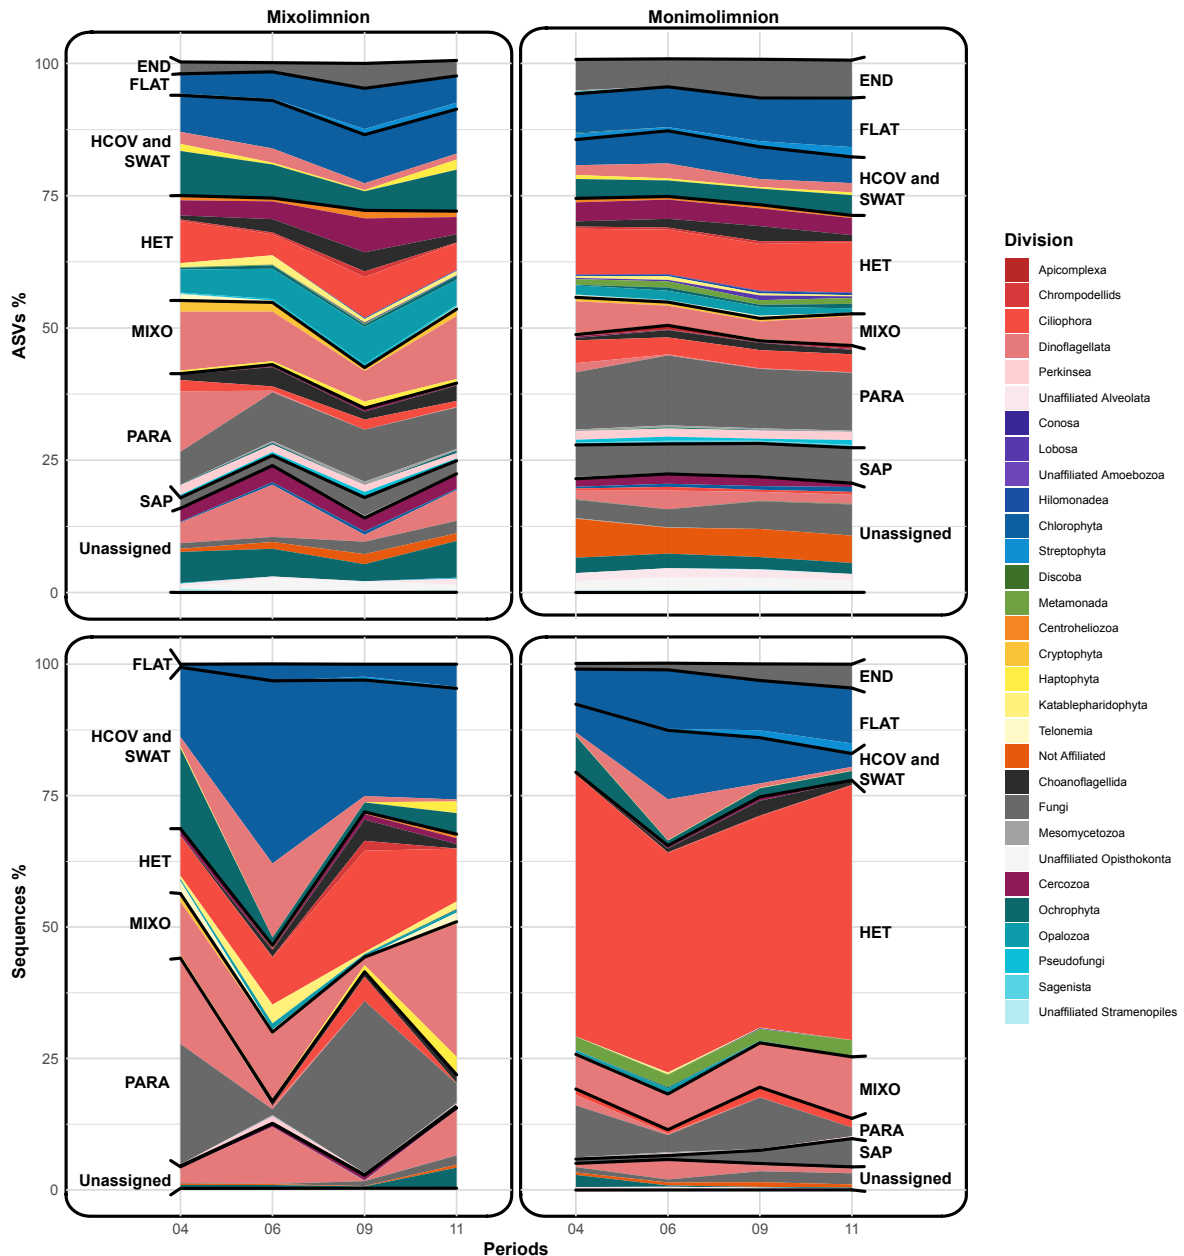 Mixolimnion
Monimolimnion
ASVs %
100
75
50
25
0
END
FLAT
HCOV and
SWAT
HET
MIXO
PARA
SAP
Unassigned
END
FLAT
HCOV and
SWAT
HET
MIXO
PARA
SAP
Unassigned
Sequences %
100
75
50
25
0
FLAT
HCOV and
SWAT
HET
MIXO
PARA
Unassigned
END
FLAT
HCOV and
SWAT
HET
MIXO
PARA
SAP
Unassigned
04 06 09 11
04 06 09 11
Periods
Division
Apicomplexa
Chrompodellids
Ciliophora
Dinoflagellata
Perkinsea
Unaffiliated Alveolata
Conosa
Lobosa
Unaffiliated Amoebozoa
Hilomonadea
Chlorophyta
Streptophyta
Discoba
Metamonada
Centroheliozoa
Cryptophyta
Haptophyta
Katablepharidophyta
Telonemia
Not Affiliated
Choanoflagellida
Fungi
Mesomycetozoa
Unaffiliated Opisthokonta
Cercozoa
Ochrophyta
Opalozoa
Pseudofungi
Sagenista
Unaffiliated Stramenopiles